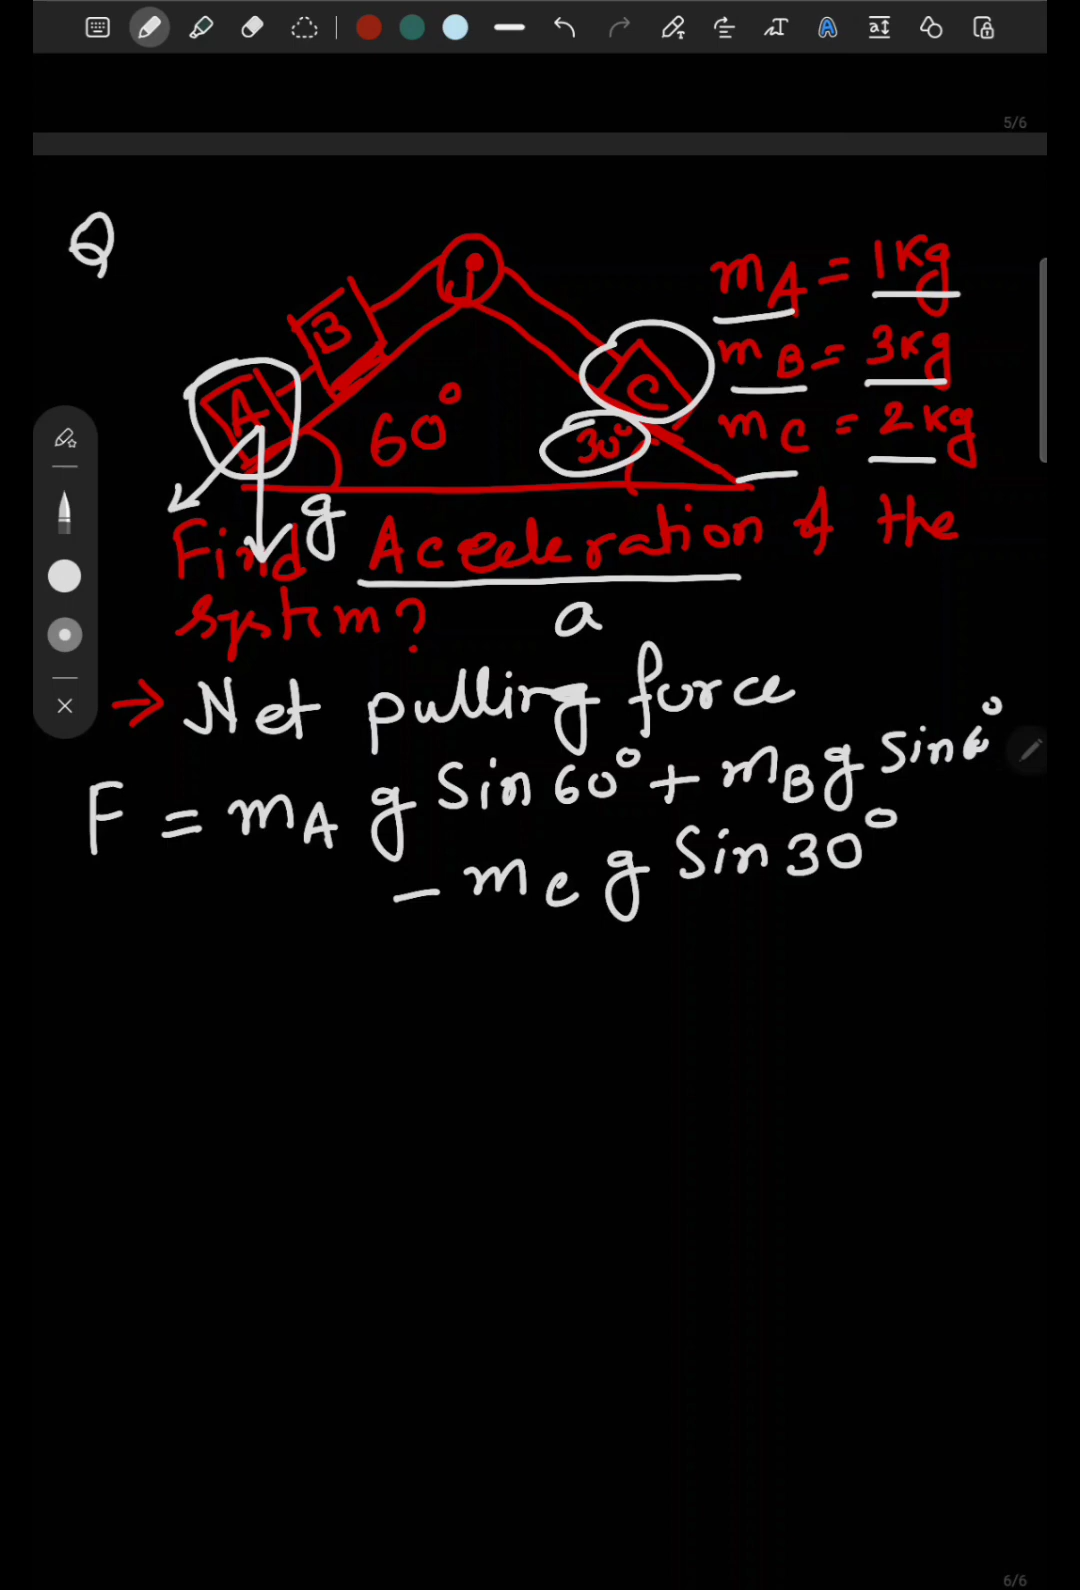 5/6
Q
B
A
C
60°
30°
mA = 1Kg
mB = 3Kg
mC = 2Kg
g
Find Acceleration of the
system?
a
→ Net pulling force
F = mA g Sin 60° + mB g Sin 6°
- mC g Sin 30°
6/6